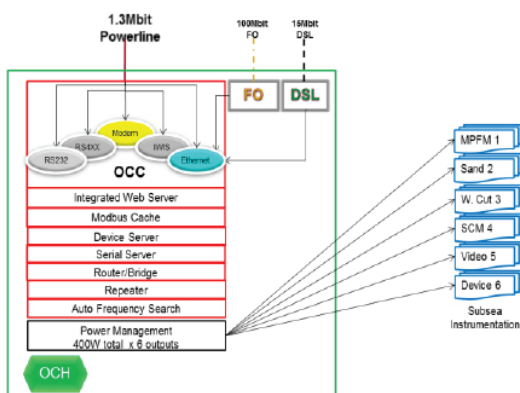 1.3Mbit
Powerline
100Mbit
FO
15Mbit
DSL
FO
DSL
Modem
RS4XX
IWIS
RS232
Ethernet
OCC
Integrated Web Server
Modbus Cache
Device Server
Serial Server
Router/Bridge
Repeater
Auto Frequency Search
Power Management
400W total x 6 outputs
OCH
MPFM 1
Sand 2
W. Cut 3
SCM 4
Video 5
Device 6
Subsea
Instrumentation